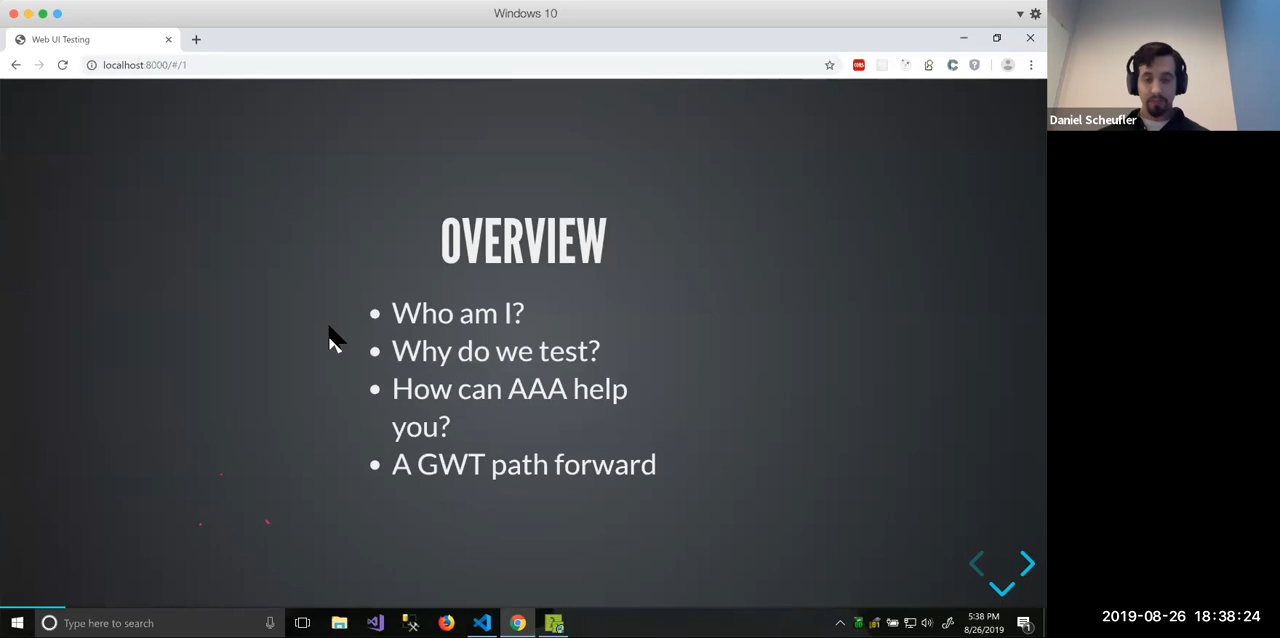 Windows 10
Web UI Testing
localhost:8000/#/1
CORS
Daniel Scheufler
OVERVIEW
Who am I?
Why do we test?
How can AAA help
you?
A GWT path forward
Type here to search
5:38 PM
8/26/2019
1
2019-08-26 18:38:24